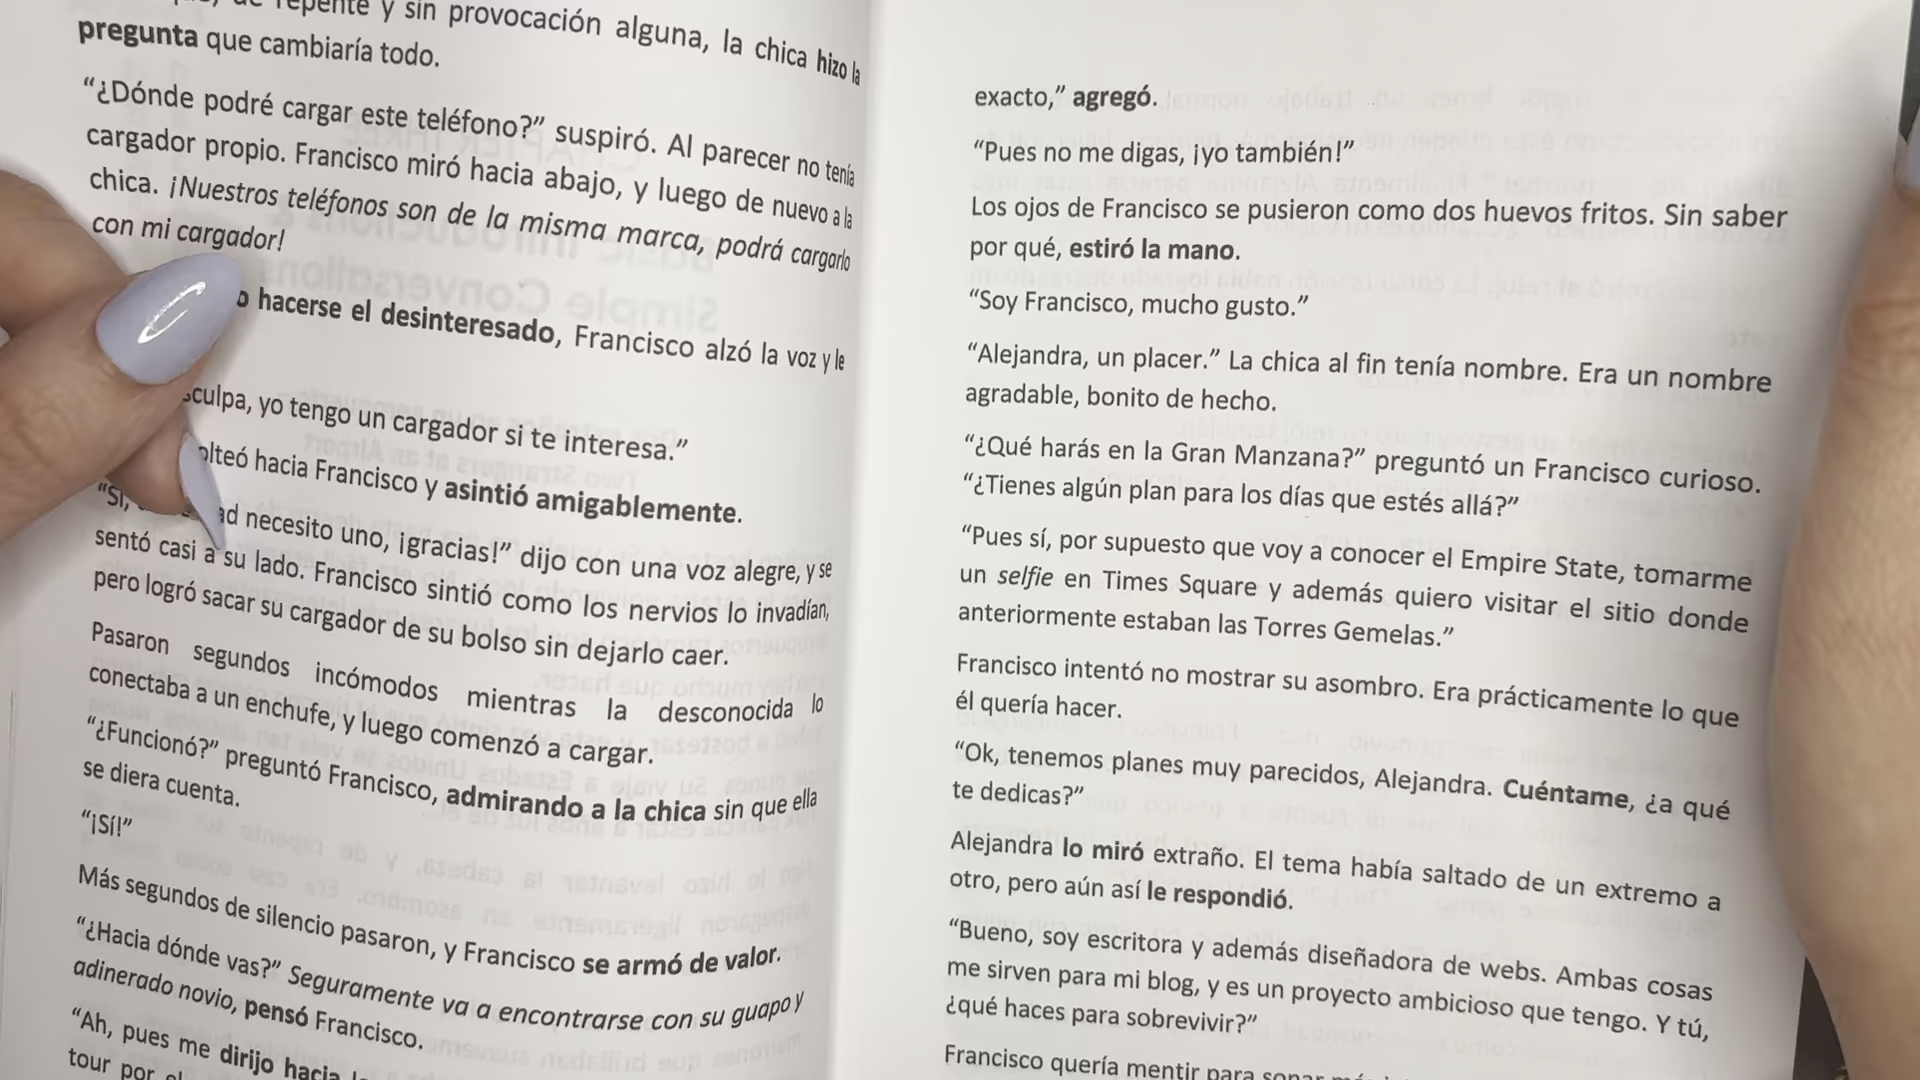 repente y sin provocación alguna, la chica hizo la
pregunta que cambiaría todo.
“¿Dónde podré cargar este teléfono?” suspiró. Al parecer no tenía
cargador propio. Francisco miró hacia abajo, y luego de nuevo a la
chica. ¡Nuestros teléfonos son de la misma marca, podrá cargarlo
con mi cargador!
hacerse el desinteresado, Francisco alzó la voz y le
yo tengo un cargador si te interesa.”
hacia Francisco y asintió amigablemente.
necesito uno, ¡gracias!” dijo con una voz alegre, y se
sentó casi a su lado. Francisco sintió como los nervios lo invadían,
pero logró sacar su cargador de su bolso sin dejarlo caer.
Pasaron segundos incómodos mientras la desconocida lo
conectaba a un enchufe, y luego comenzó a cargar.
“¿Funcionó?” preguntó Francisco, admirando a la chica sin que ella
se diera cuenta.
“¡Sí!”
Más segundos de silencio pasaron, y Francisco se armó de valor.
“¿Hacia dónde vas?” Seguramente va a encontrarse con su guapo y
adinerado novio, pensó Francisco.
“Ah, pues me dirijo hacia
tour por
exacto,” agregó.
“Pues no me digas, ¡yo también!”
Los ojos de Francisco se pusieron como dos huevos fritos. Sin saber
por qué, estiró la mano.
“Soy Francisco, mucho gusto.”
“Alejandra, un placer.” La chica al fin tenía nombre. Era un nombre
agradable, bonito de hecho.
“¿Qué harás en la Gran Manzana?” preguntó un Francisco curioso.
“¿Tienes algún plan para los días que estés allá?”
“Pues sí, por supuesto que voy a conocer el Empire State, tomarme
un selfie en Times Square y además quiero visitar el sitio donde
anteriormente estaban las Torres Gemelas.”
Francisco intentó no mostrar su asombro. Era prácticamente lo que
él quería hacer.
“Ok, tenemos planes muy parecidos, Alejandra. Cuéntame, ¿a qué
te dedicas?”
Alejandra lo miró extraño. El tema había saltado de un extremo a
otro, pero aún así le respondió.
“Bueno, soy escritora y además diseñadora de webs. Ambas cosas
me sirven para mi blog, y es un proyecto ambicioso que tengo. Y tú,
¿qué haces para sobrevivir?”
Francisco quería mentir para sonar